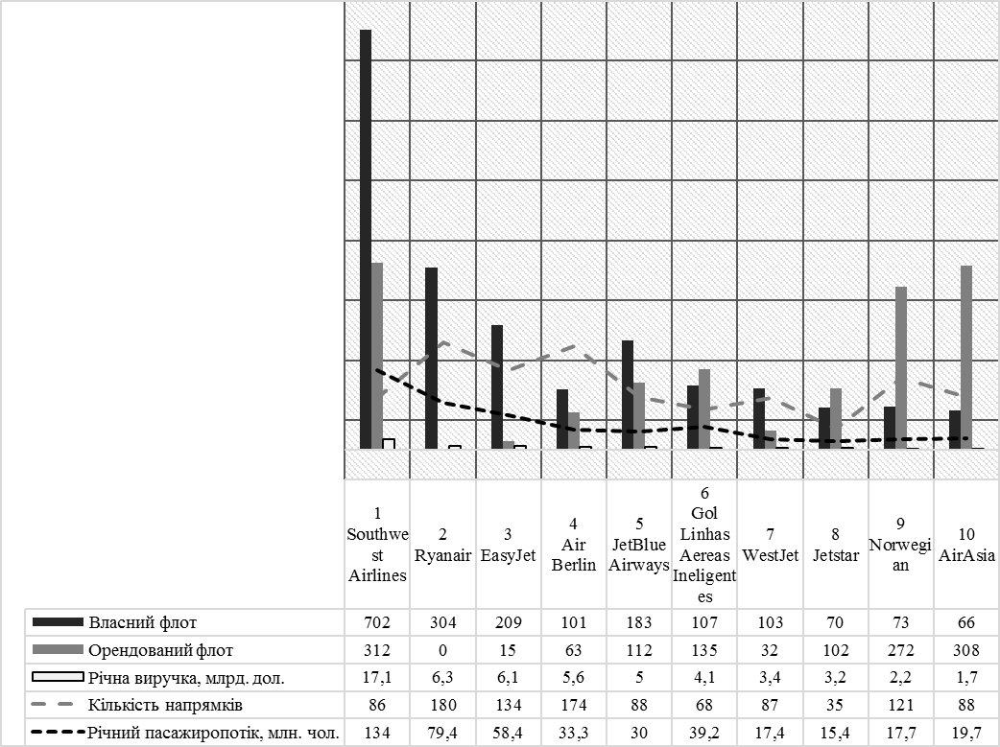 1
Southwe
st
Airlines
2
Ryanair
3
EasyJet
4
Air
Berlin
5
JetBlue
Airways
6
Gol
Linhas
Aereas
Ineligent
es
7
WestJet
8
Jetstar
9
Norwegi
an
10
AirAsia
Власний флот 702 304 209 101 183 107 103 70 73 66
Орендований флот 312 0 15 63 112 135 32 102 272 308
Річна виручка, млрд. дол. 17,1 6,3 6,1 5,6 5 4,1 3,4 3,2 2,2 1,7
Кількість напрямків 86 180 134 174 88 68 87 35 121 88
Річний пасажиропотік, млн. чол. 134 79,4 58,4 33,3 30 39,2 17,4 15,4 17,7 19,7